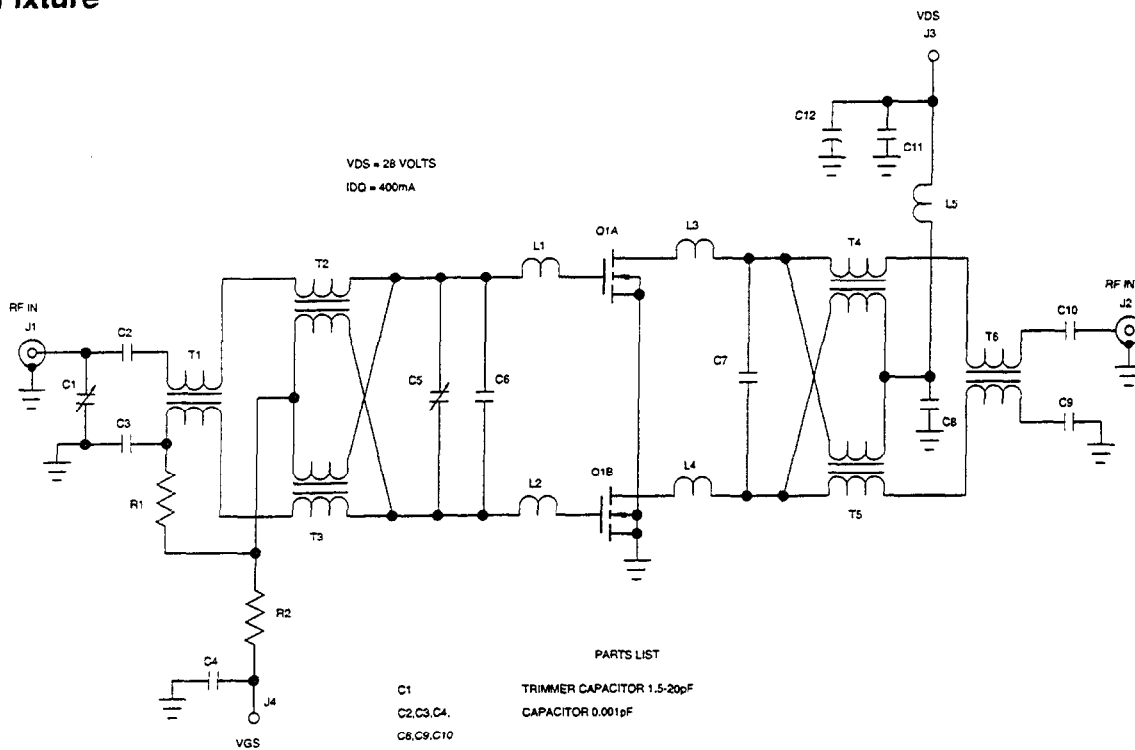 Fixture
VDS
J3
C12
C11
VDS = 28 VOLTS
IDQ = 400mA
L5
L1
Q1A
L3
T2
T4
RF IN
J1
C2
T1
C1
C3
R1
C5
C6
C7
T6
C10
RF IN
J2
C8
C9
L2
Q1B
L4
T3
T5
R2
C4
J4
VGS
PARTS LIST
C1 TRIMMER CAPACITOR 1.5-20pF
C2,C3,C4, CAPACITOR 0.001pF
C8,C9,C10